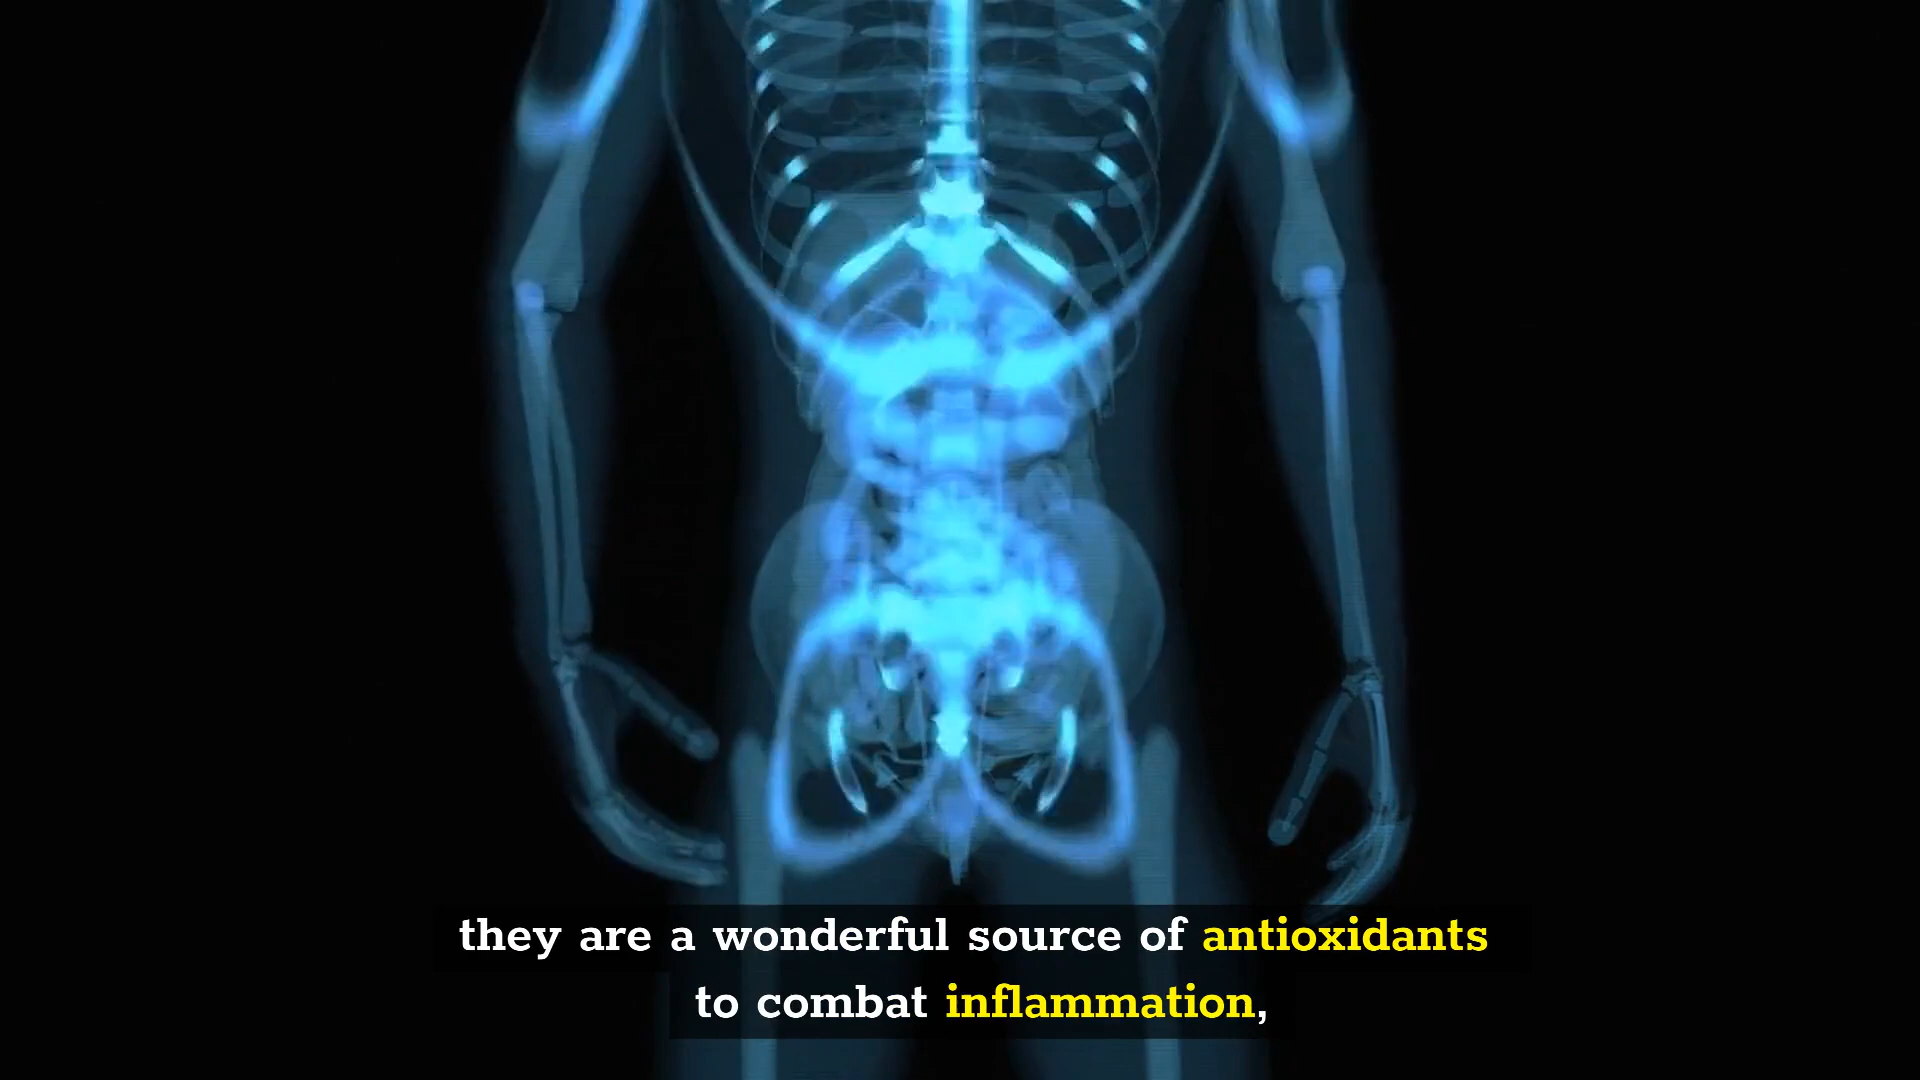 they are a wonderful source of antioxidants
to combat inflammation,